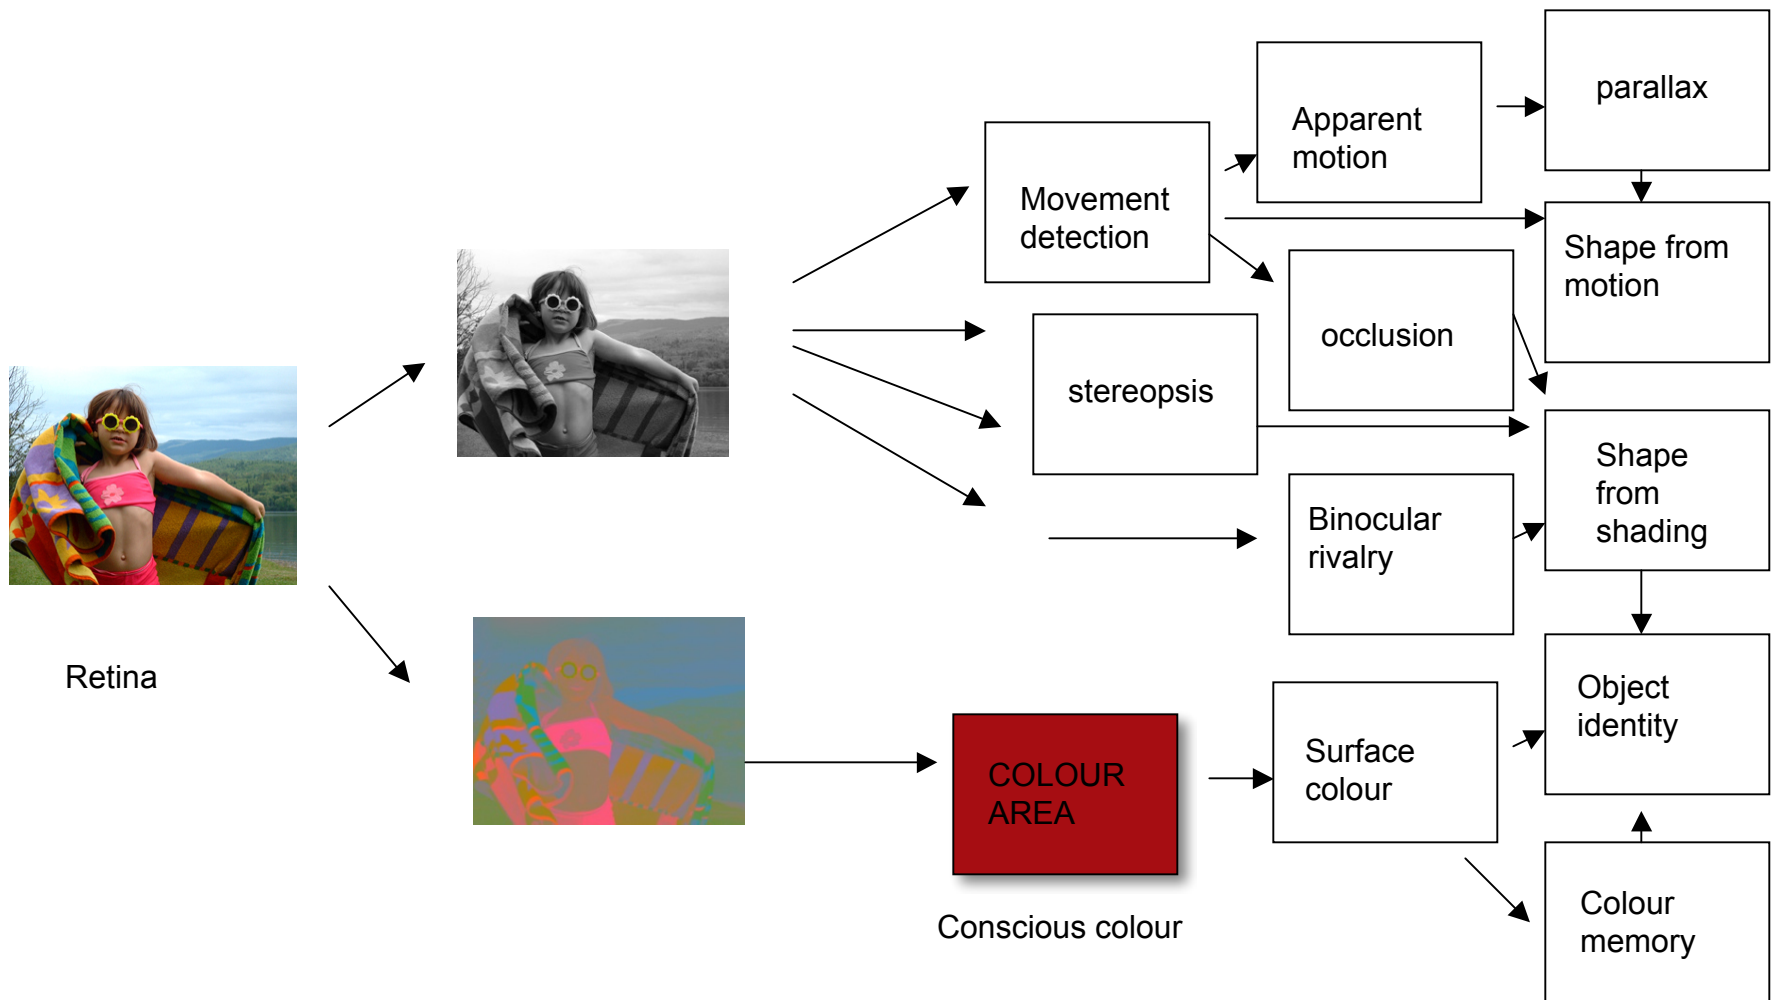 parallax
Apparent
motion
Movement
detection
Shape from
motion
occlusion
stereopsis
Shape
from
shading
Binocular
rivalry
Retina
Object
identity
Surface
colour
COLOUR
AREA
Colour
memory
Conscious colour